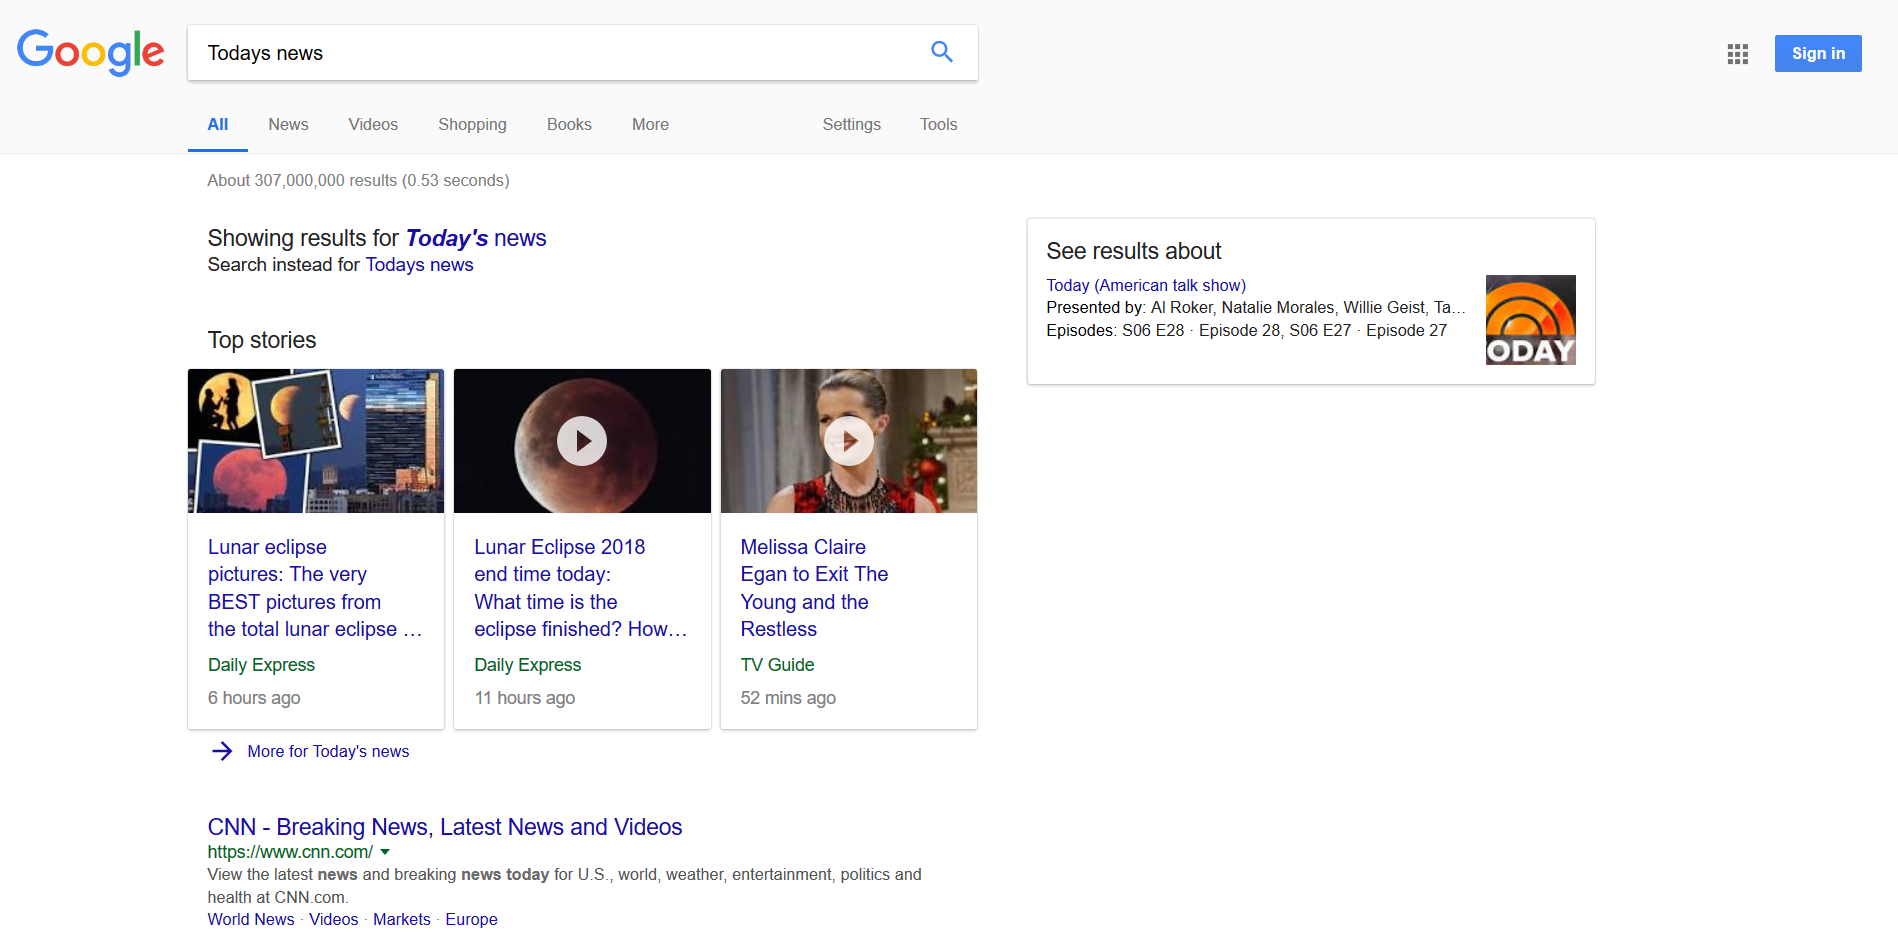 Google
Todays news
Sign in
All News Videos Shopping Books More Settings Tools
About 307,000,000 results (0.53 seconds)
Showing results for Today's news
Search instead for Todays news
See results about
Today (American talk show)
Presented by: Al Roker, Natalie Morales, Willie Geist, Ta...
Episodes: S06 E28 · Episode 28, S06 E27 · Episode 27
ODAY
Top stories
Lunar eclipse
pictures: The very
BEST pictures from
the total lunar eclipse ...
Daily Express
6 hours ago
Lunar Eclipse 2018
end time today:
What time is the
eclipse finished? How...
Daily Express
11 hours ago
Melissa Claire
Egan to Exit The
Young and the
Restless
TV Guide
52 mins ago
More for Today's news
CNN - Breaking News, Latest News and Videos
https://www.cnn.com/
View the latest news and breaking news today for U.S., world, weather, entertainment, politics and
health at CNN.com.
World News · Videos · Markets · Europe